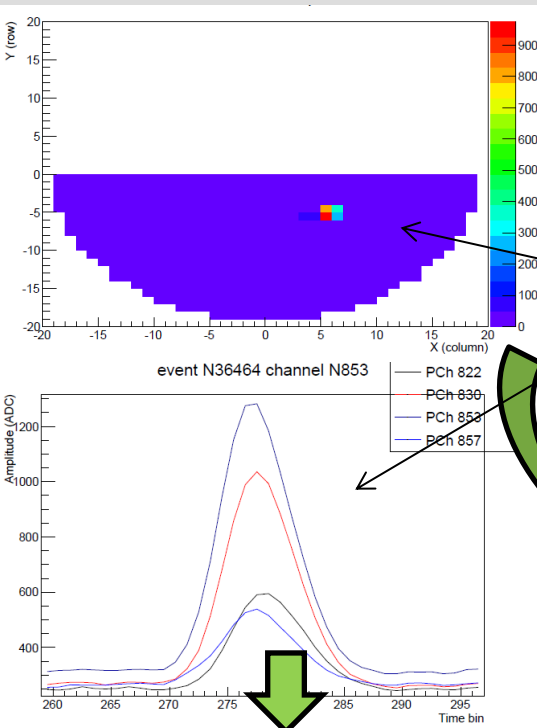 Y (row)
20
15
10
5
0
-5
-10
-15
-20
-20 -15 -10 -5 0 5 10 15 20
X (column)
900
800
700
600
500
400
300
200
100
0
event N36464 channel N853
PCh 822
PCh 830
PCh 853
PCh 857
Amplitude (ADC)
1200
1000
800
600
400
260 265 270 275 285 290 295
Time bin